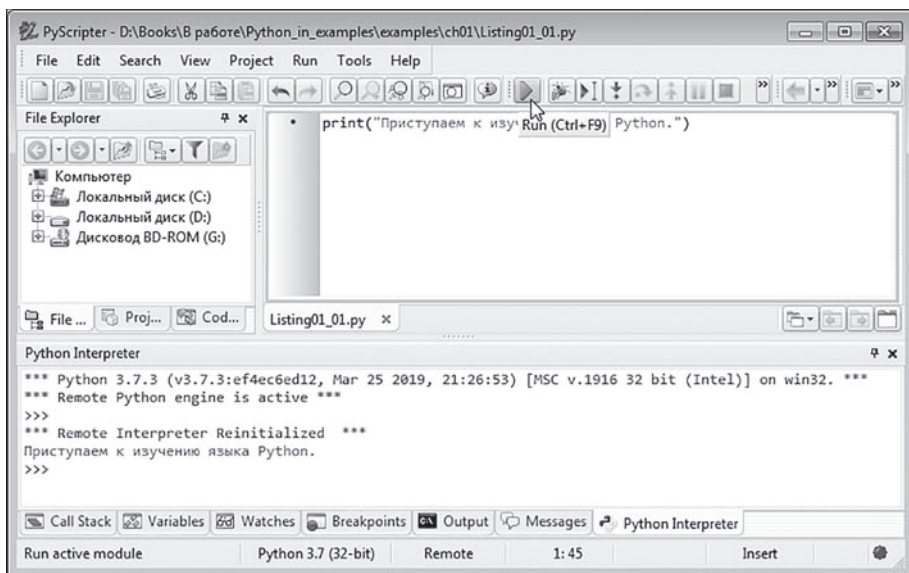 PyScripter - D:\Books\В работе\Python_in_examples\examples\ch01\Listing01_01.py
File Edit Search View Project Run Tools Help
File Explorer
print("Приступаем к изу Run (Ctrl+F9) Python.")
Компьютер
Локальный диск (C:)
Локальный диск (D:)
Дисковод BD-ROM (G:)
File ... Proj... Cod...
Listing01_01.py
Python Interpreter
*** Python 3.7.3 (v3.7.3:ef4ec6ed12, Mar 25 2019, 21:26:53) [MSC v.1916 32 bit (Intel)] on win32. ***
*** Remote Python engine is active ***
>>>
*** Remote Interpreter Reinitialized ***
Приступаем к изучению языка Python.
>>>
Call Stack Variables Watches Breakpoints Output Messages Python Interpreter
Run active module Python 3.7 (32-bit) Remote 1: 45 Insert